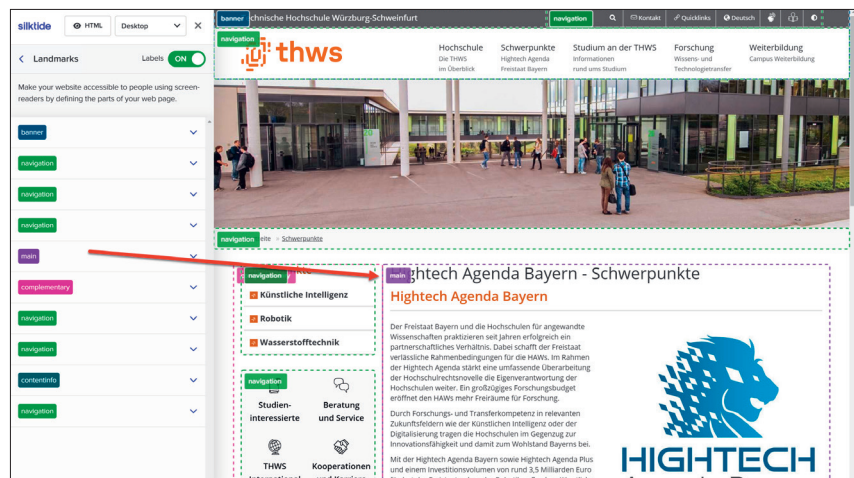 silktide
HTML
Desktop
Landmarks
Labels
ON
Make your website accessible to people using screen-
readers by defining the parts of your web page.
banner
navigation
navigation
navigation
main
complementary
navigation
navigation
contentinfo
navigation
banner
chnische Hochschule Würzburg-Schweinfurt
navigation
Kontakt
Quicklinks
Deutsch
navigation
thws
Hochschule
Die THWS
im Überblick
Schwerpunkte
Hightech Agenda
Freistaat Bayern
Studium an der THWS
Informationen
rund ums Studium
Forschung
Wissens- und
Technologietransfer
Weiterbildung
Campus Weiterbildung
20
navigation
eite > Schwerpunkte
navigation
Künstliche Intelligenz
Robotik
Wasserstofftechnik
navigation
Studien-
interessierte
Beratung
und Service
THWS
Kooperationen
main
ghtech Agenda Bayern - Schwerpunkte
Hightech Agenda Bayern
Der Freistaat Bayern und die Hochschulen für angewandte
Wissenschaften praktizieren seit Jahren erfolgreich ein
partnerschaftliches Verhältnis. Dabei schafft der Freistaat
verlässliche Rahmenbedingungen für die HAWs. Im Rahmen
der Hightech Agenda stärkt eine umfassende Überarbeitung
der Hochschulrechtsnovelle die Eigenverantwortung der
Hochschulen weiter. Ein großzügiges Forschungsbudget
eröffnet den HAWs mehr Freiräume für Forschung.
Durch Forschungs- und Transferkompetenz in relevanten
Zukunftsfeldern wie der Künstlichen Intelligenz oder der
Digitalisierung tragen die Hochschulen im Gegenzug zur
Innovationsfähigkeit und damit zum Wohlstand Bayerns bei.
Mit der Hightech Agenda Bayern sowie Hightech Agenda Plus
und einem Investitionsvolumen von rund 3,5 Milliarden Euro
HIGHTECH